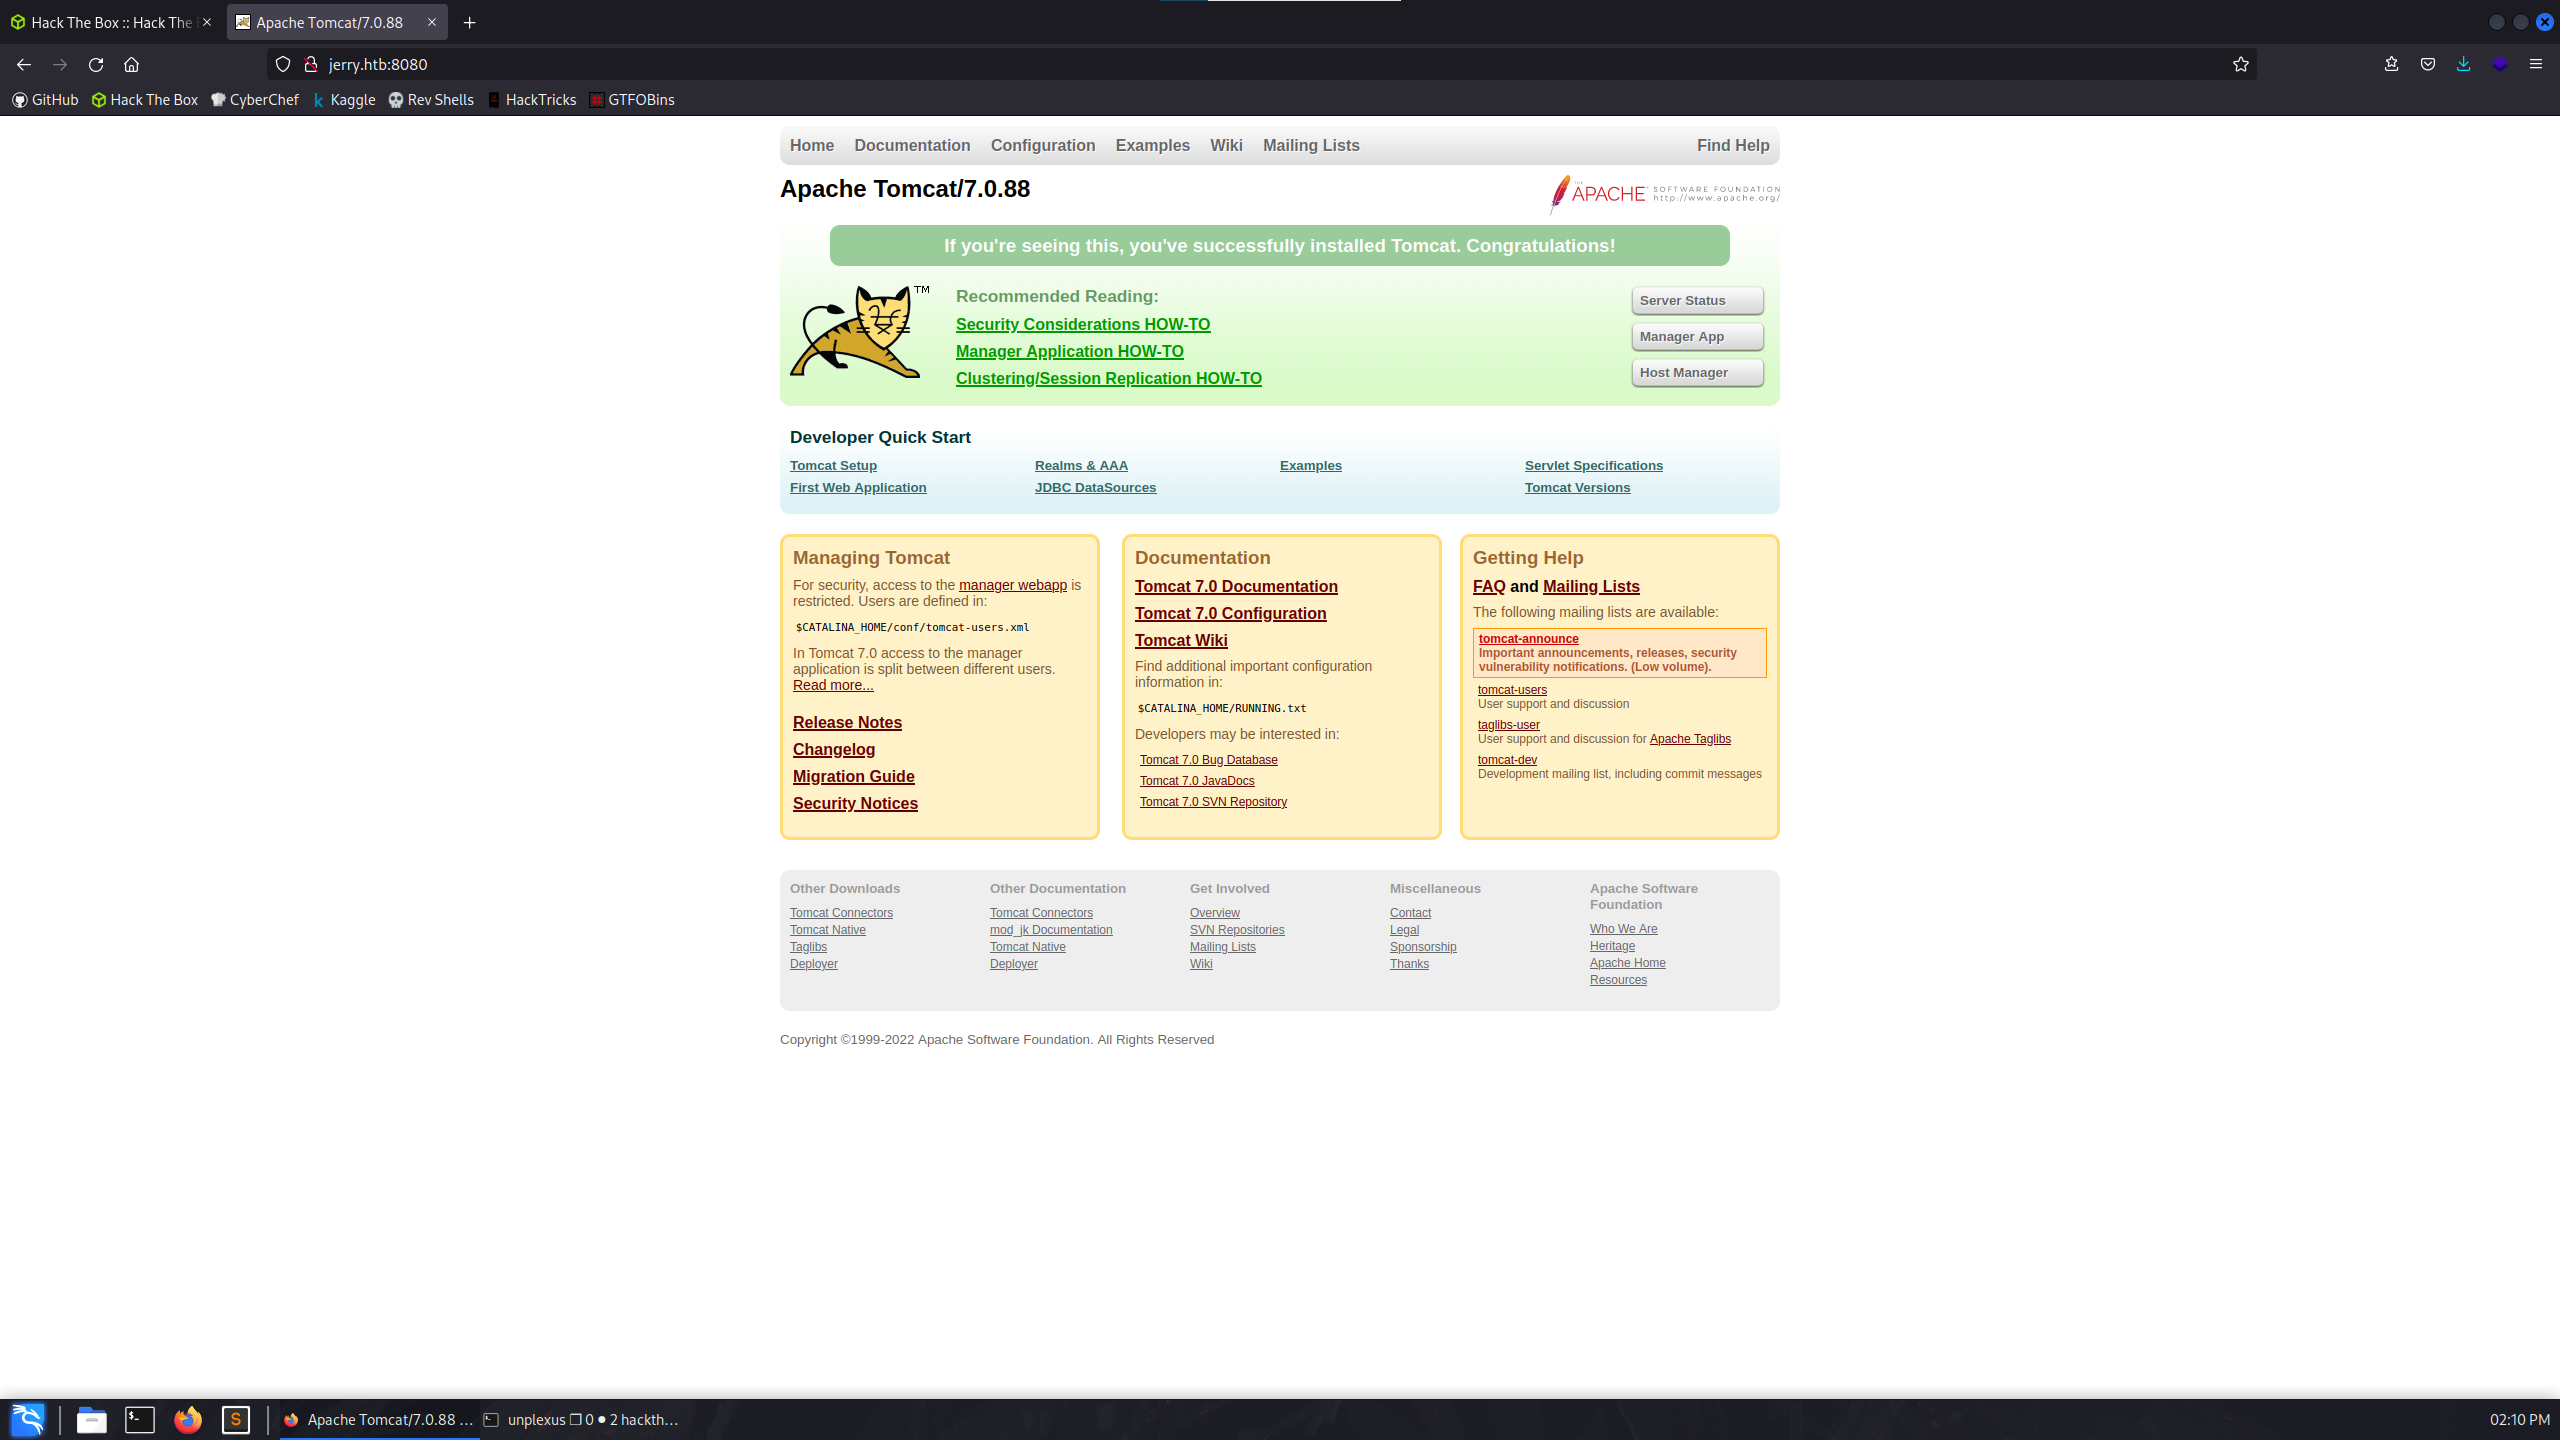 Hack The Box :: Hack The
Apache Tomcat/7.0.88
jerry.htb:8080
GitHub
Hack The Box
CyberChef
Kaggle
Rev Shells
HackTricks
GTFOBins
Home
Documentation
Configuration
Examples
Wiki
Mailing Lists
Find Help
Apache Tomcat/7.0.88
THE
APACHE
SOFTWARE FOUNDATION
http://www.apache.org/
If you're seeing this, you've successfully installed Tomcat. Congratulations!
TM
Recommended Reading:
Security Considerations HOW-TO
Manager Application HOW-TO
Clustering/Session Replication HOW-TO
Server Status
Manager App
Host Manager
Developer Quick Start
Tomcat Setup
First Web Application
Realms & AAA
JDBC DataSources
Examples
Servlet Specifications
Tomcat Versions
Managing Tomcat
For security, access to the manager webapp is
restricted. Users are defined in:
$CATALINA_HOME/conf/tomcat-users.xml
In Tomcat 7.0 access to the manager
application is split between different users.
Read more...
Release Notes
Changelog
Migration Guide
Security Notices
Documentation
Tomcat 7.0 Documentation
Tomcat 7.0 Configuration
Tomcat Wiki
Find additional important configuration
information in:
$CATALINA_HOME/RUNNING.txt
Developers may be interested in:
Tomcat 7.0 Bug Database
Tomcat 7.0 JavaDocs
Tomcat 7.0 SVN Repository
Getting Help
FAQ and Mailing Lists
The following mailing lists are available:
tomcat-announce
Important announcements, releases, security
vulnerability notifications. (Low volume).
tomcat-users
User support and discussion
taglibs-user
User support and discussion for Apache Taglibs
tomcat-dev
Development mailing list, including commit messages
Other Downloads
Tomcat Connectors
Tomcat Native
Taglibs
Deployer
Other Documentation
Tomcat Connectors
mod_jk Documentation
Tomcat Native
Deployer
Get Involved
Overview
SVN Repositories
Mailing Lists
Wiki
Miscellaneous
Contact
Legal
Sponsorship
Thanks
Apache Software
Foundation
Who We Are
Heritage
Apache Home
Resources
Copyright ©1999-2022 Apache Software Foundation. All Rights Reserved
Apache Tomcat/7.0.88 ...
unplexus ❐ 0 ● 2 hackth...
02:10 PM